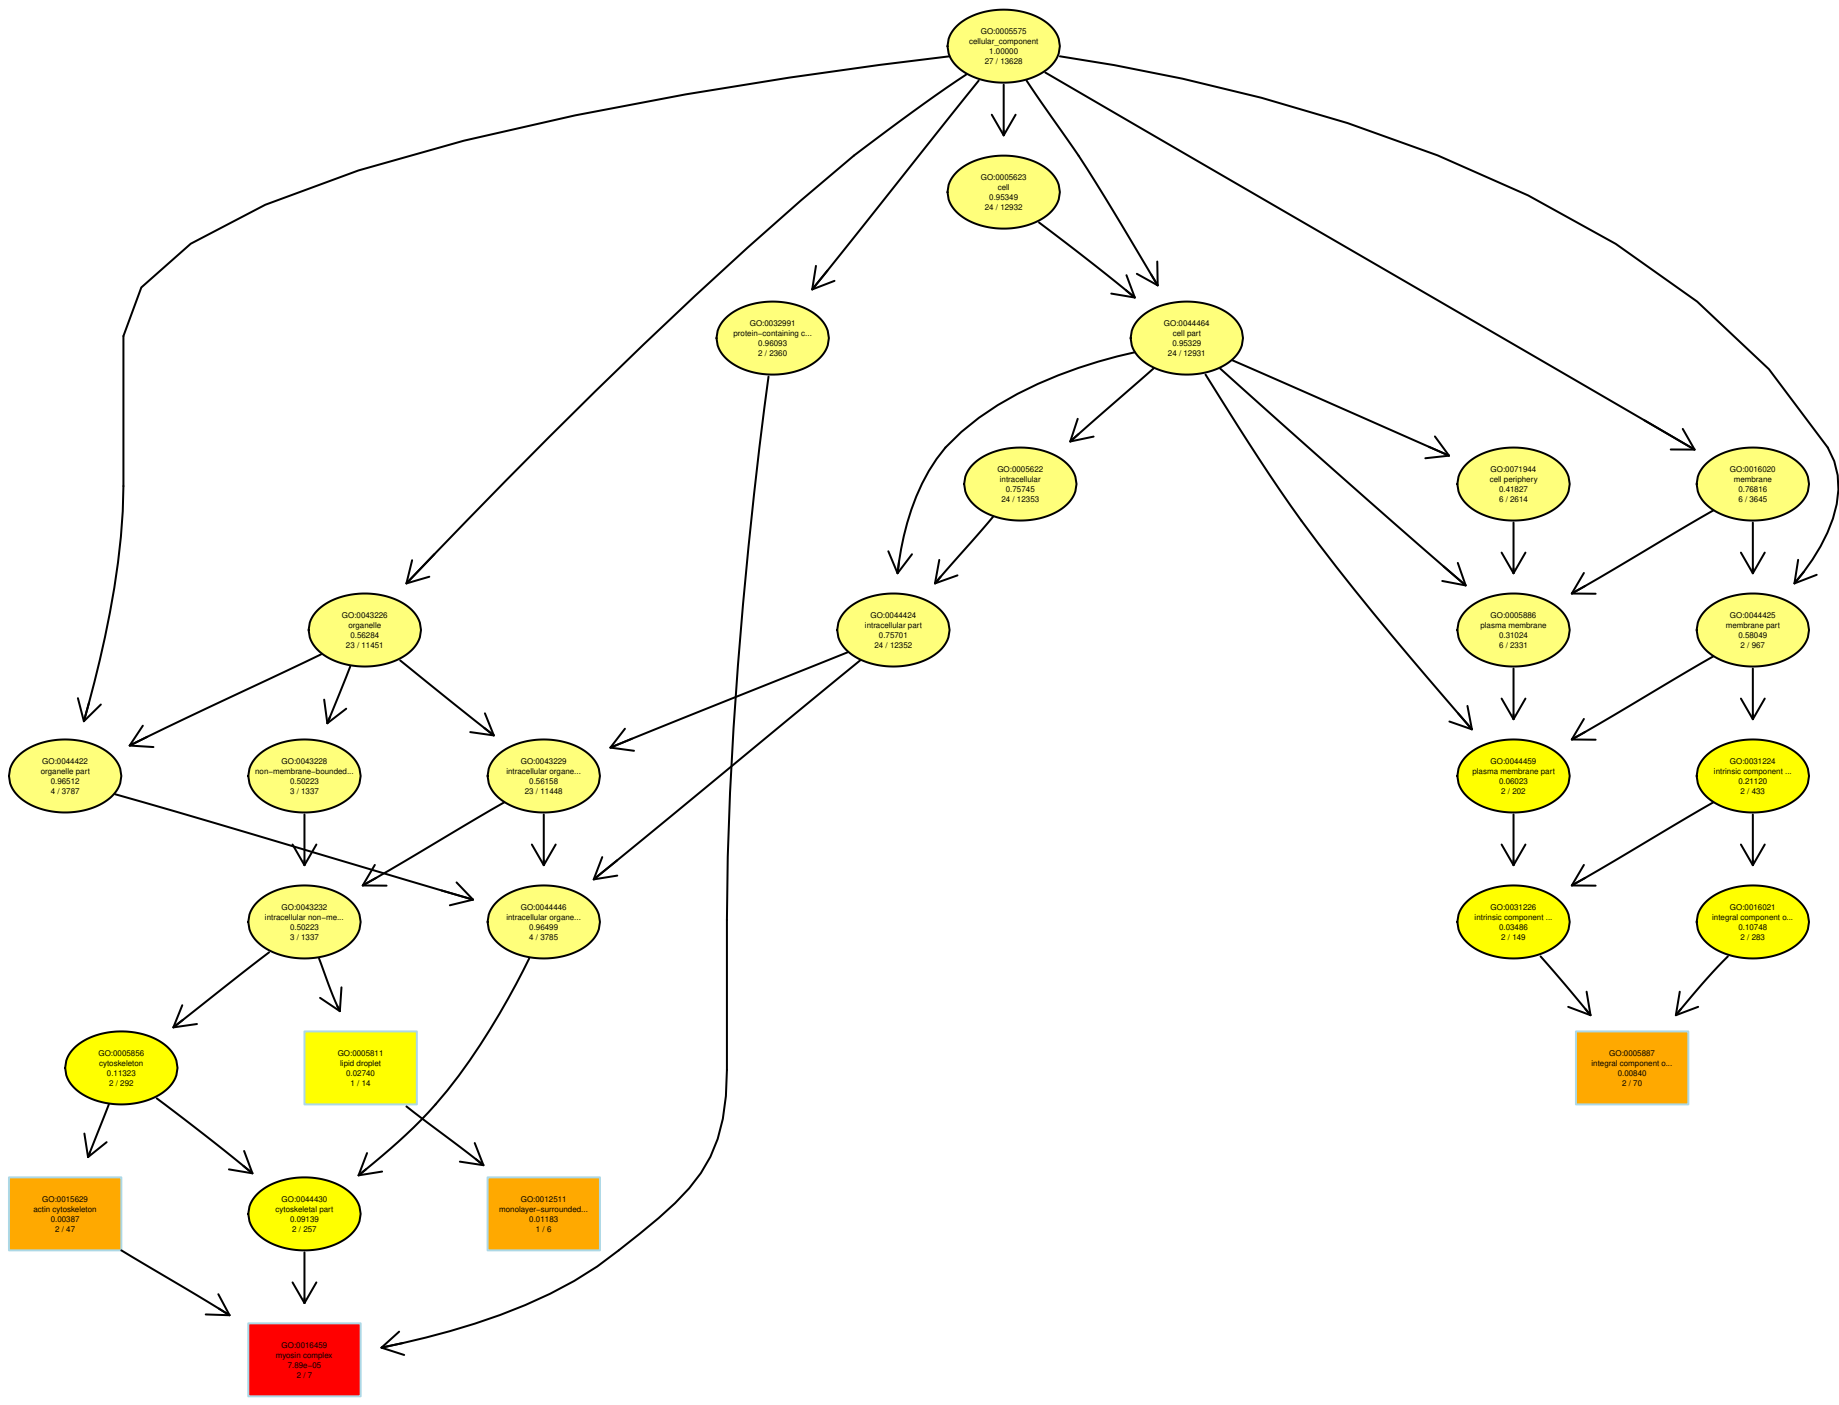 GO:0005575
cellular_component
1.00000
27 / 13628
GO:0005623
cell
0.95349
24 / 12932
GO:0032991
protein−containing c...
0.96093
2 / 2360
GO:0044464
cell part
0.95329
24 / 12931
GO:0005622
intracellular
0.75745
24 / 12353
GO:0071944
cell periphery
0.41827
6 / 2614
GO:0016020
membrane
0.76816
6 / 3645
GO:0043226
organelle
0.56284
23 / 11451
GO:0044424
intracellular part
0.75701
24 / 12352
GO:0005886
plasma membrane
0.31024
6 / 2331
GO:0044425
membrane part
0.58049
2 / 967
GO:0044422
organelle part
0.96512
4 / 3787
GO:0043228
non−membrane−bounded...
0.50223
3 / 1337
GO:0043229
intracellular organe...
0.56158
23 / 11448
GO:0044459
plasma membrane part
0.06023
2 / 202
GO:0031224
intrinsic component ...
0.21120
2 / 433
GO:0043232
intracellular non−me...
0.50223
3 / 1337
GO:0044446
intracellular organe...
0.96499
4 / 3785
GO:0031226
intrinsic component ...
0.03486
2 / 149
GO:0016021
integral component o...
0.10748
2 / 283
GO:0005856
cytoskeleton
0.11323
2 / 292
GO:0005811
lipid droplet
0.02740
1 / 14
GO:0005887
integral component o...
0.00840
2 / 70
GO:0015629
actin cytoskeleton
0.00387
2 / 47
GO:0044430
cytoskeletal part
0.09139
2 / 257
GO:0012511
monolayer−surrounded...
0.01183
1 / 6
GO:0016459
myosin complex
7.89e−05
2 / 7